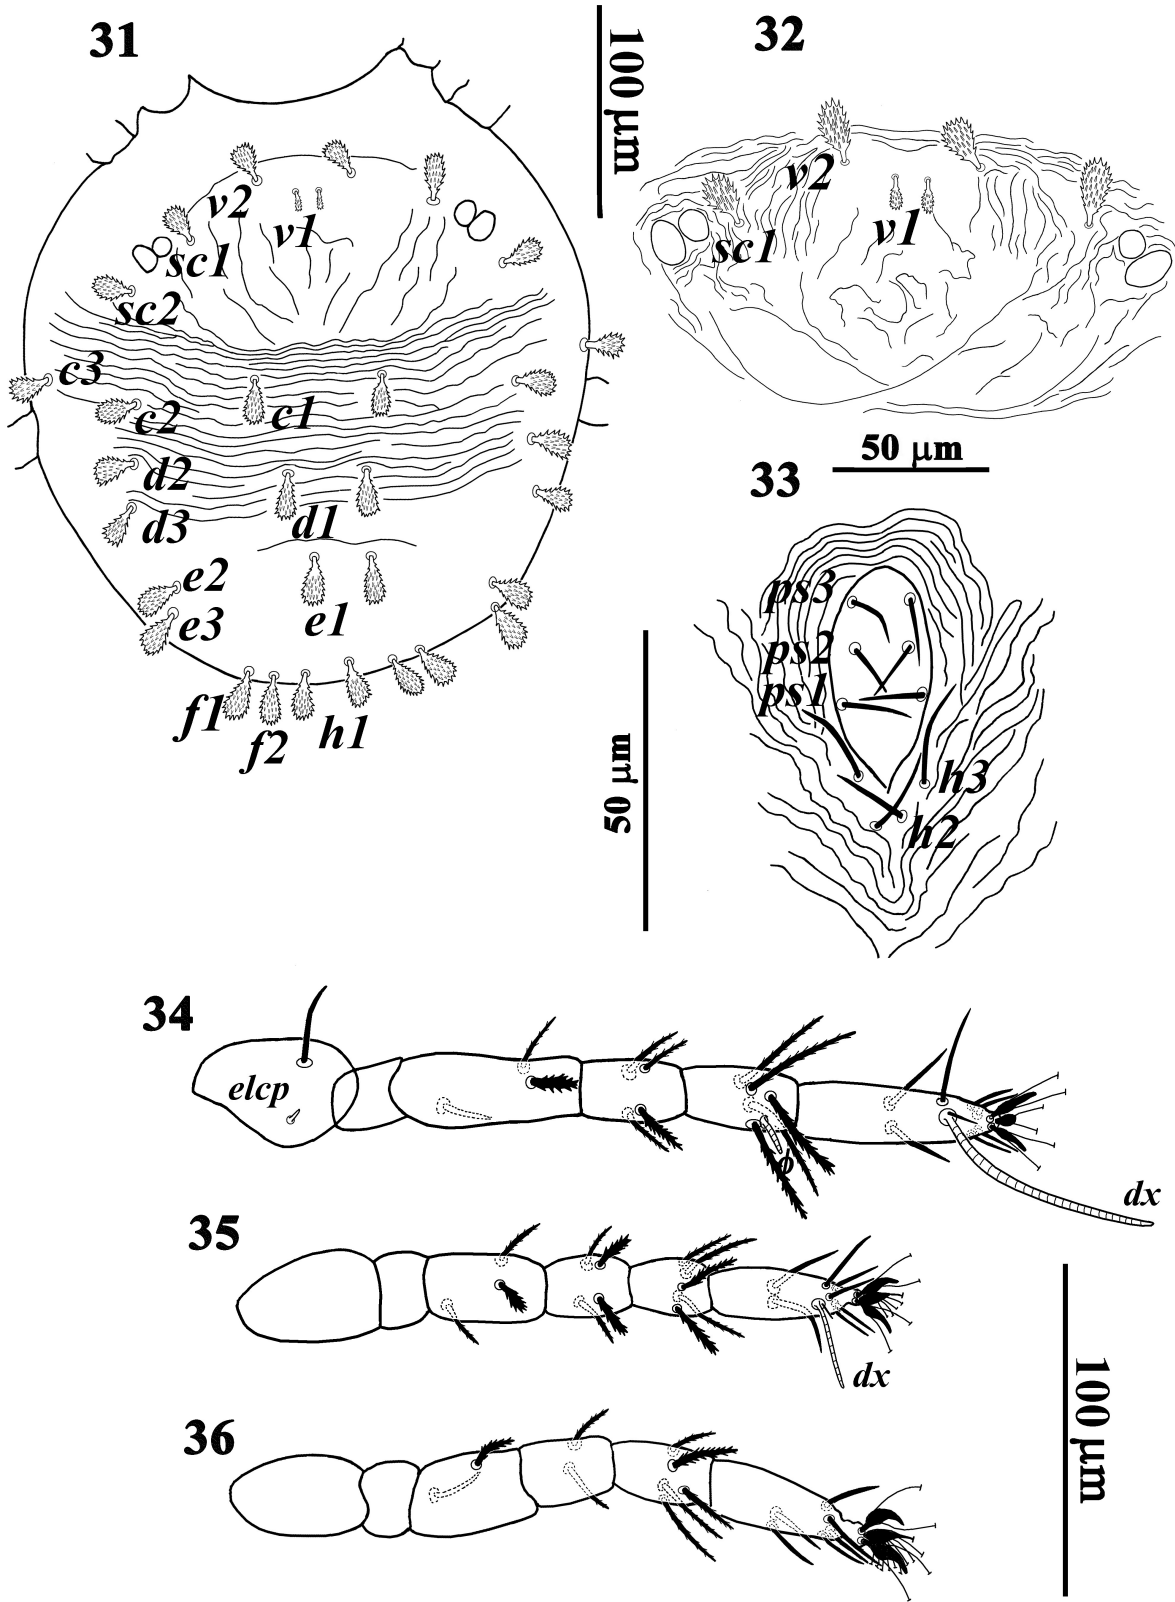 31
100 µm
32
v2
v1
sc1
sc2
c3
c2
c1
d2
d3
d1
e2
e3
e1
f1
f2
h1
v2
v1
sc1
50 µm
33
ps3
ps2
ps1
h3
h2
50 µm
34
elcp
ϕ
dx
35
dx
36
100 µm